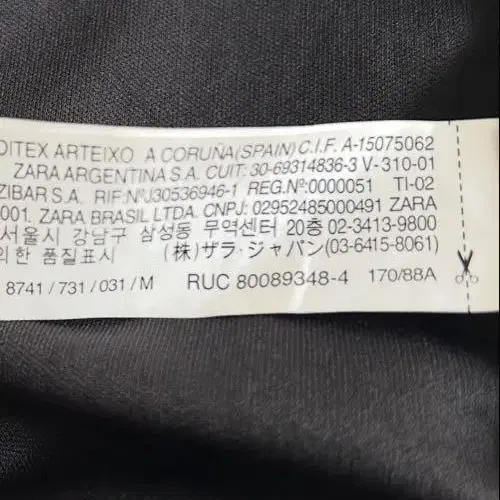 DITEX ARTEIXO A CORUÑA(SPAIN) C.I.F. A-15075062
ZARA ARGENTINA S.A. CUIT: 30-69314836-3 V-310-01
ZIBAR S.A. RIF:NºJ30536946-1 REG.Nº:0000051 TI-02
001. ZARA BRASIL LTDA. CNPJ: 02952485000491 ZARA
서울시 강남구 삼성동 무역센터 20층 02-3413-9800
의한 품질표시 (株)ザラ・ジャパン(03-6415-8061)
8741 / 731 / 031 / M RUC 80089348-4 170/88A